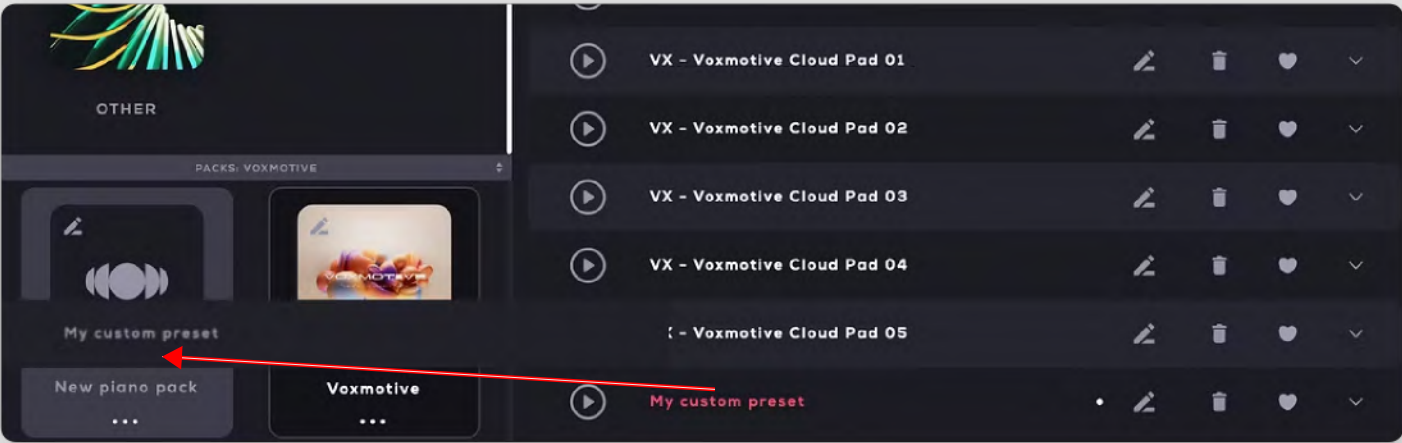 OTHER
PACKS: VOXMOTIVE
VOXMOTIVE
My custom preset
New piano pack
Voxmotive
VX - Voxmotive Cloud Pad 01
VX - Voxmotive Cloud Pad 02
VX - Voxmotive Cloud Pad 03
VX - Voxmotive Cloud Pad 04
- Voxmotive Cloud Pad 05
My custom preset